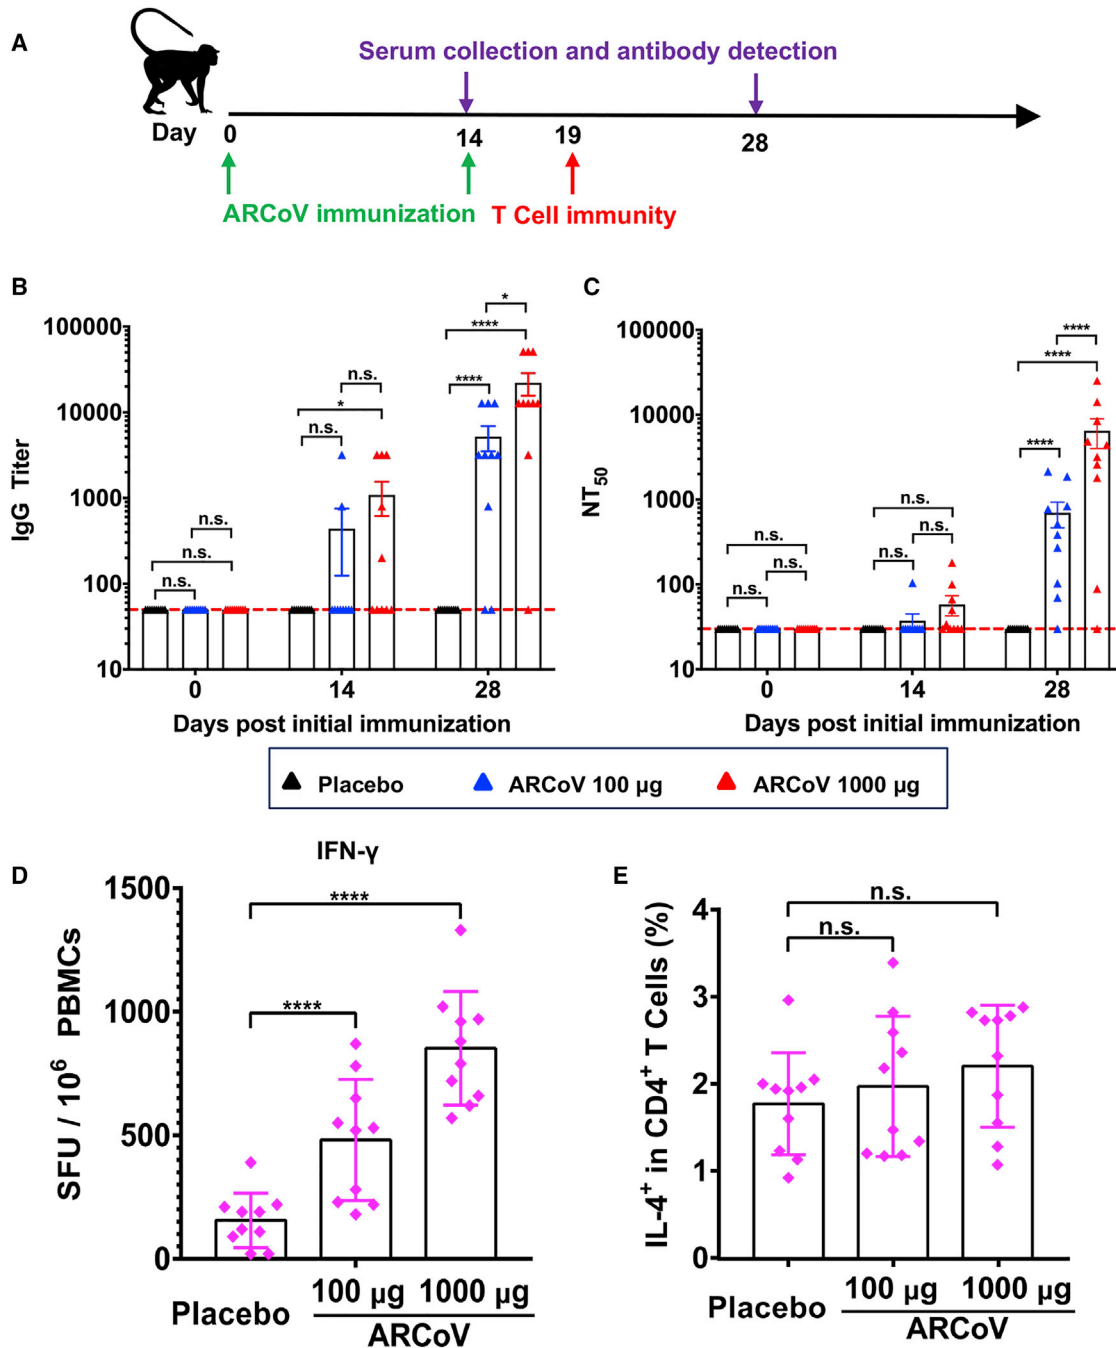 A
Serum collection and antibody detection
Day 0 14 19 28
ARCoV immunization T Cell immunity
B
IgG Titer
100000
10000
1000
100
10
n.s.
n.s.
n.s.
n.s.
*
n.s.
****
****
*
0 14 28
Days post initial immunization
C
NT50
100000
10000
1000
100
10
n.s.
n.s.
n.s.
n.s.
n.s.
n.s.
****
****
****
0 14 28
Days post initial immunization
Placebo ARCoV 100 µg ARCoV 1000 µg
D
IFN-γ
SFU / 10⁶ PBMCs
1500
1000
500
0
****
****
Placebo 100 µg 1000 µg
ARCoV
E
IL-4⁺ in CD4⁺ T Cells (%)
4
3
2
1
0
n.s.
n.s.
Placebo 100 µg 1000 µg
ARCoV